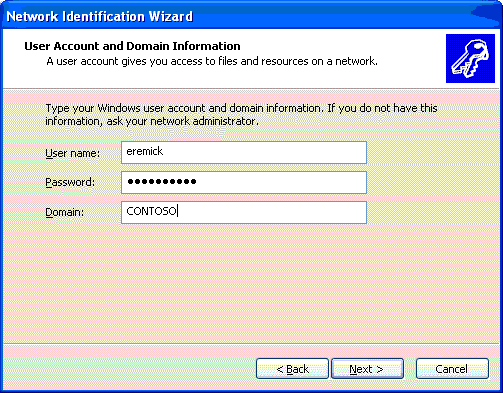 Network Identification Wizard
User Account and Domain Information
A user account gives you access to files and resources on a network.
Type your Windows user account and domain information. If you do not have this
information, ask your network administrator.
User name: eremick
Password: ●●●●●●●●●●
Domain: CONTOSO
< Back Next > Cancel